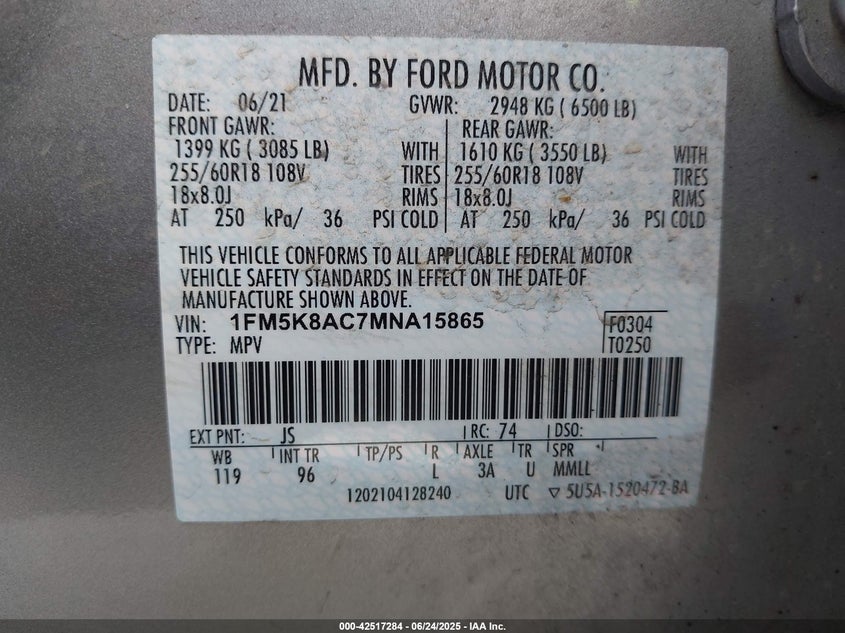 MFD. BY FORD MOTOR CO.
DATE: 06/21 GVWR: 2948 KG ( 6500 LB)
FRONT GAWR: REAR GAWR:
1399 KG ( 3085 LB) WITH 1610 KG ( 3550 LB) WITH
255/60R18 108V TIRES 255/60R18 108V TIRES
18x8.0J RIMS 18x8.0J RIMS
AT 250 kPa/ 36 PSI COLD AT 250 kPa/ 36 PSI COLD
THIS VEHICLE CONFORMS TO ALL APPLICABLE FEDERAL MOTOR
VEHICLE SAFETY STANDARDS IN EFFECT ON THE DATE OF
MANUFACTURE SHOWN ABOVE.
VIN: 1FM5K8AC7MNA15865 F0304
TYPE: MPV T0250
EXT PNT: JS RC: 74 DSO:
WB INT TR TP/PS R AXLE TR SPR
119 96 L 3A U MMLL
1202104128240 UTC ▽ 5U5A-1520472-BA
000-42517284 - 06/24/2025 - IAA Inc.